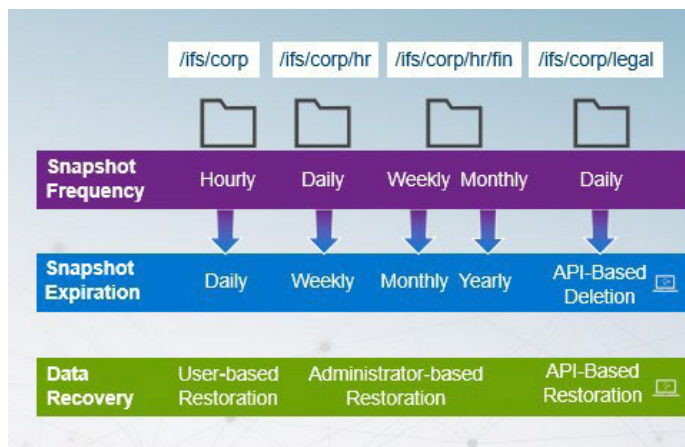 /ifs/corp /ifs/corp/hr /ifs/corp/hr/fin /ifs/corp/legal
Snapshot
Frequency
Hourly Daily Weekly Monthly Daily
Snapshot
Expiration
Daily Weekly Monthly Yearly
API-Based
Deletion
Data
Recovery
User-based
Restoration
Administrator-based
Restoration
API-Based
Restoration